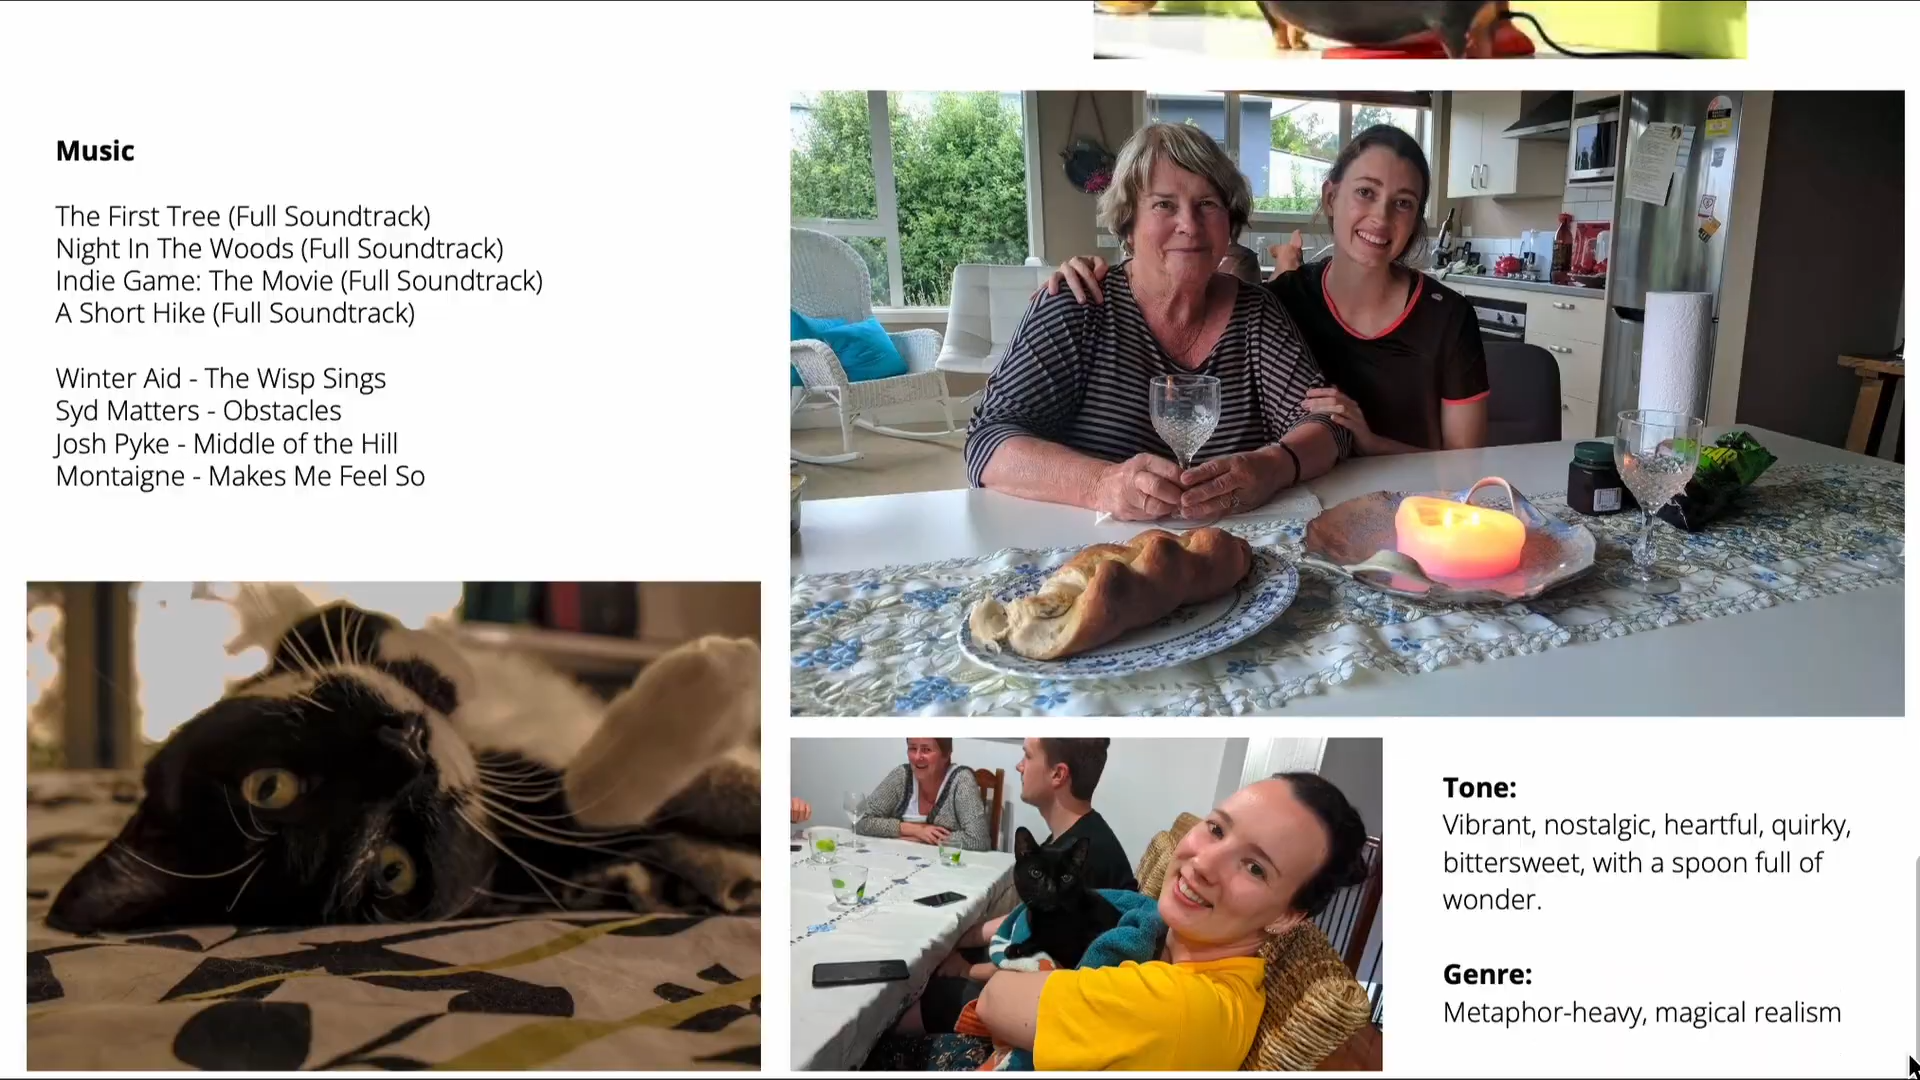 Music
The First Tree (Full Soundtrack)
Night In The Woods (Full Soundtrack)
Indie Game: The Movie (Full Soundtrack)
A Short Hike (Full Soundtrack)
Winter Aid - The Wisp Sings
Syd Matters - Obstacles
Josh Pyke - Middle of the Hill
Montaigne - Makes Me Feel So
Tone:
Vibrant, nostalgic, heartful, quirky,
bittersweet, with a spoon full of
wonder.
Genre:
Metaphor-heavy, magical realism